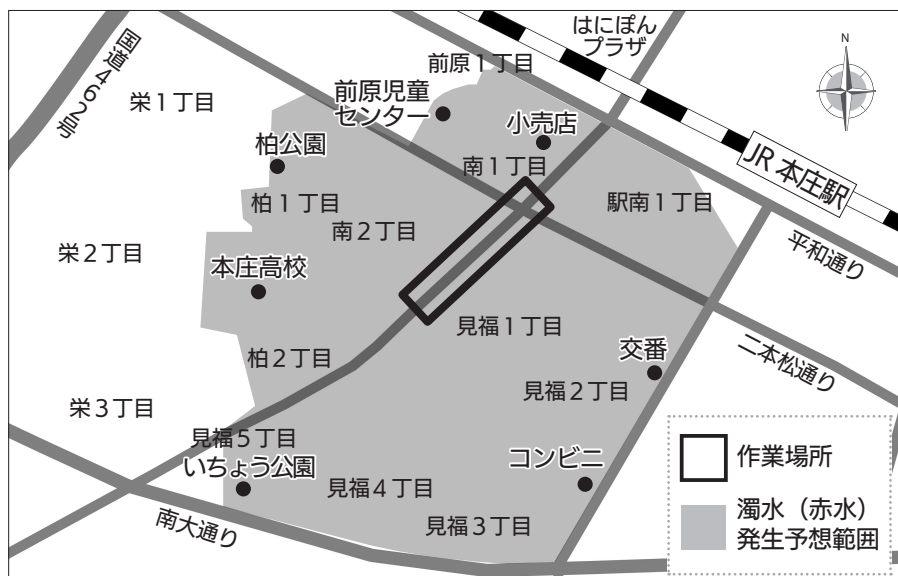 はにぽん
プラザ
N
国道462号
前原1丁目
栄1丁目
前原児童
センター
小売店
JR 本庄駅
柏公園
南1丁目
柏1丁目
駅南1丁目
南2丁目
栄2丁目
平和通り
本庄高校
見福1丁目
二本松通り
柏2丁目
交番
見福2丁目
栄3丁目
見福5丁目
いちょう公園
コンビニ
見福4丁目
南大通り
見福3丁目
作業場所
濁水（赤水）
発生予想範囲